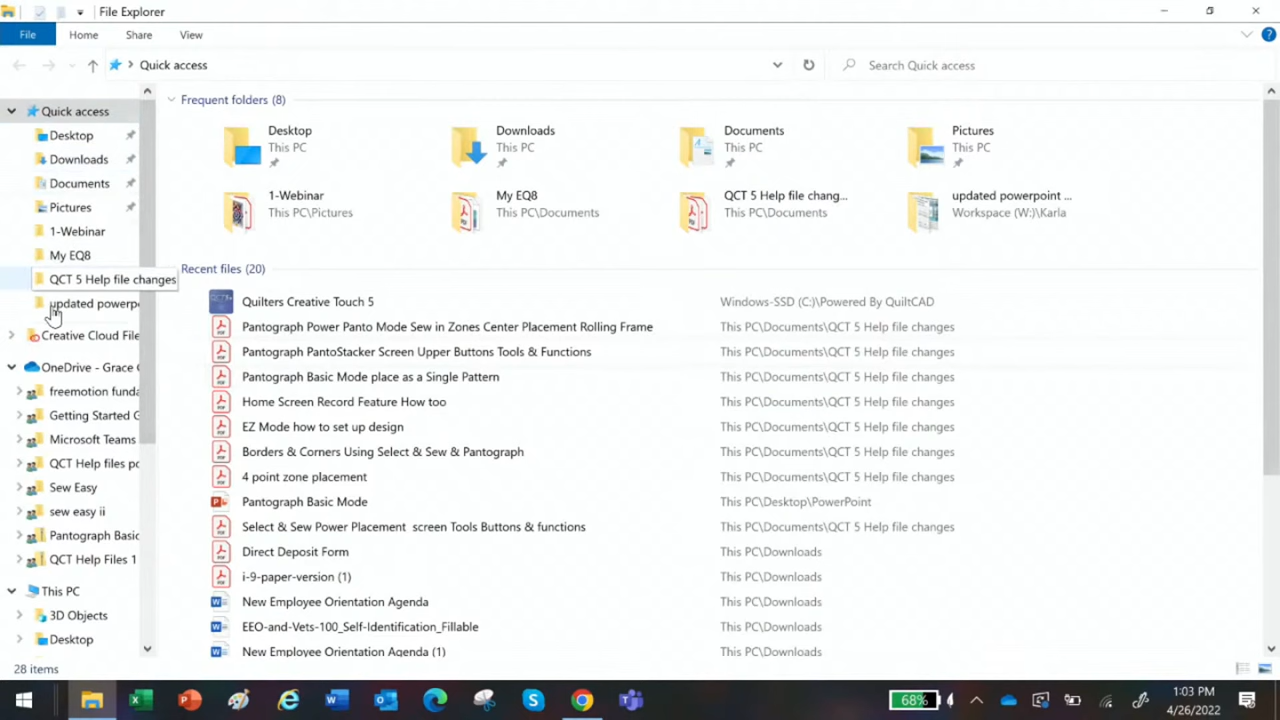 File Explorer
File Home Share View
Quick access
Search Quick access
Quick access
Desktop
Downloads
Documents
Pictures
1-Webinar
My EQ8
QCT 5 Help file changes
updated powerpo
Creative Cloud File
OneDrive - Grace C
freemotion funda
Getting Started G
Microsoft Teams
QCT Help files pc
Sew Easy
sew easy ii
Pantograph Basic
QCT Help Files 1
This PC
3D Objects
Desktop
Frequent folders (8)
Desktop
This PC
Downloads
This PC
Documents
This PC
Pictures
This PC
1-Webinar
This PC\Pictures
My EQ8
This PC\Documents
QCT 5 Help file chang...
This PC\Documents
updated powerpoint ...
Workspace (W:)\Karla
Recent files (20)
Quilters Creative Touch 5 Windows-SSD (C:)\Powered By QuiltCAD
Pantograph Power Panto Mode Sew in Zones Center Placement Rolling Frame This PC\Documents\QCT 5 Help file changes
Pantograph PantoStacker Screen Upper Buttons Tools & Functions This PC\Documents\QCT 5 Help file changes
Pantograph Basic Mode place as a Single Pattern This PC\Documents\QCT 5 Help file changes
Home Screen Record Feature How too This PC\Documents\QCT 5 Help file changes
EZ Mode how to set up design This PC\Documents\QCT 5 Help file changes
Borders & Corners Using Select & Sew & Pantograph This PC\Documents\QCT 5 Help file changes
4 point zone placement This PC\Documents\QCT 5 Help file changes
Pantograph Basic Mode This PC\Desktop\PowerPoint
Select & Sew Power Placement screen Tools Buttons & functions This PC\Documents\QCT 5 Help file changes
Direct Deposit Form This PC\Downloads
i-9-paper-version (1) This PC\Downloads
New Employee Orientation Agenda This PC\Downloads
EEO-and-Vets-100_Self-Identification_Fillable This PC\Downloads
New Employee Orientation Agenda (1) This PC\Downloads
28 items
68%
1:03 PM
4/26/2022